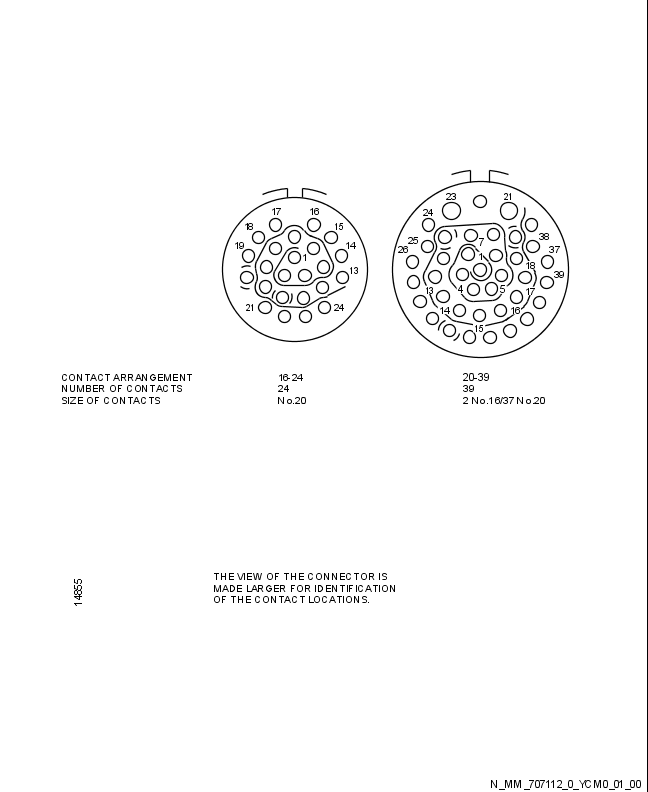 17 16
18 15
19 14
1
13
21 24
23 21
24
25 7 38
26 1 37
18
39
13 4 5 17
14 16
15
CONTACT ARRANGEMENT 16-24 20-39
NUMBER OF CONTACTS 24 39
SIZE OF CONTACTS No.20 2 No.16/37 No.20
THE VIEW OF THE CONNECTOR IS
MADE LARGER FOR IDENTIFICATION
OF THE CONTACT LOCATIONS.
14855
N_MM_707112_0_YCM0_01_00